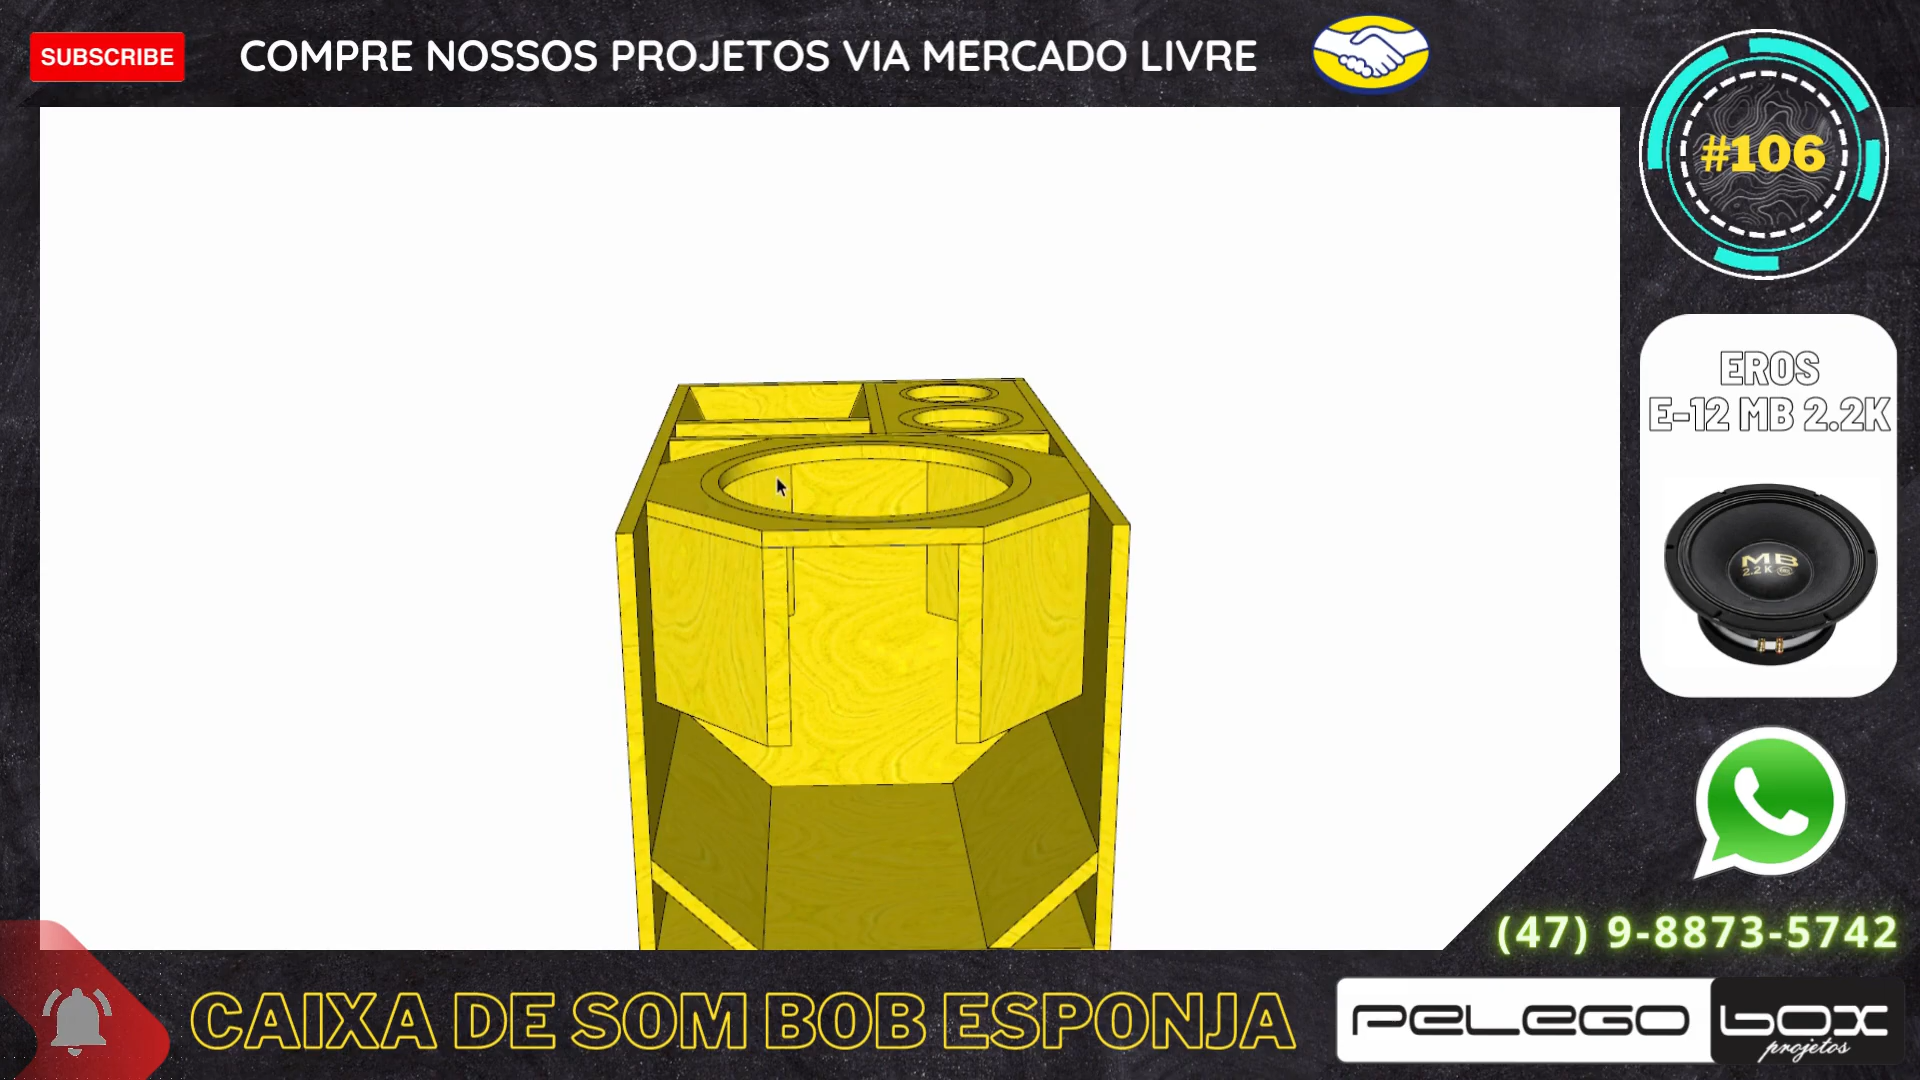 SUBSCRIBE
COMPRE NOSSOS PROJETOS VIA MERCADO LIVRE
#106
EROS
E-12 MB 2.2K
MB
2.2K
(47) 9-8873-5742
CAIXA DE SOM BOB ESPONJA
PELEGO box
projetos